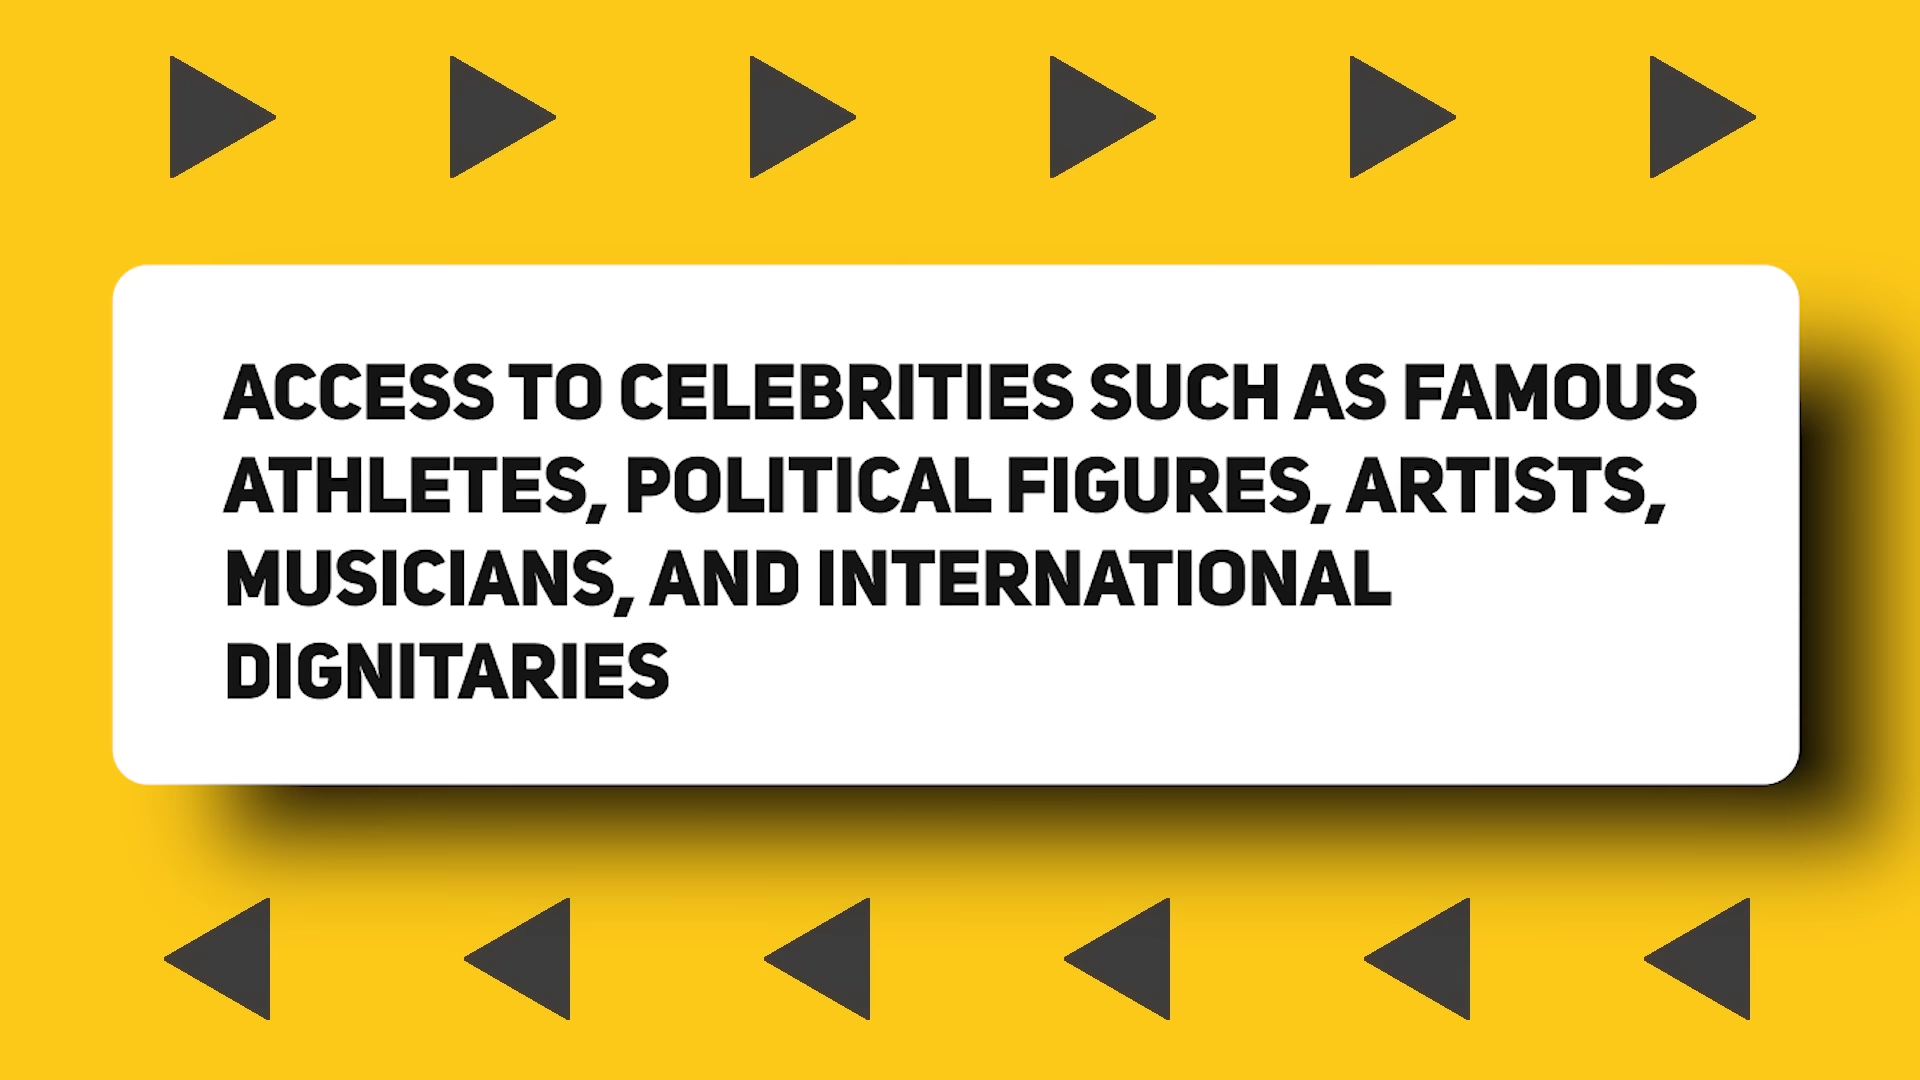 ACCESS TO CELEBRITIES SUCH AS FAMOUS
ATHLETES, POLITICAL FIGURES, ARTISTS,
MUSICIANS, AND INTERNATIONAL
DIGNITARIES